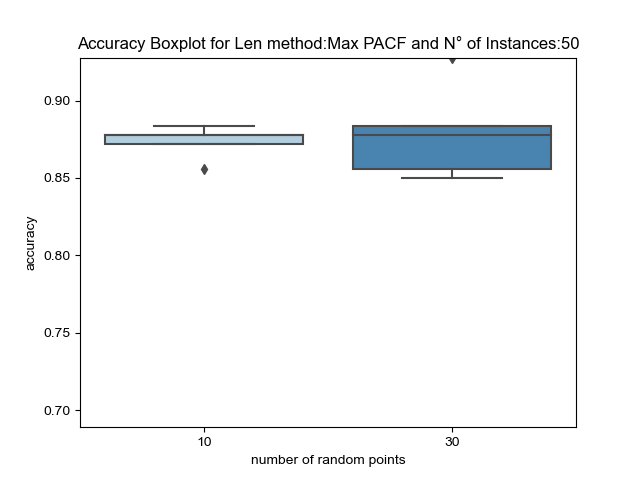 Accuracy Boxplot for Len method:Max PACF and N° of Instances:50
0.90
0.85
0.80
0.75
0.70
accuracy
10
30
number of random points